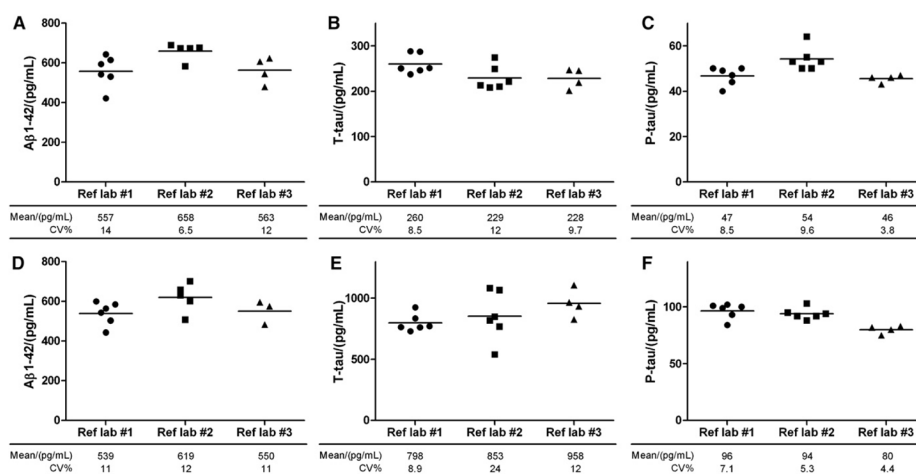 A
B
C
Aβ1-42/(pg/mL)
800
600
400
200
0
T-tau/(pg/mL)
300
200
100
0
P-tau/(pg/mL)
60
40
20
0
Ref lab #1 Ref lab #2 Ref lab #3
Ref lab #1 Ref lab #2 Ref lab #3
Ref lab #1 Ref lab #2 Ref lab #3
Mean/(pg/mL) 557 658 563
CV% 14 6.5 12
Mean/(pg/mL) 260 229 228
CV% 8.5 12 9.7
Mean/(pg/mL) 47 54 46
CV% 8.5 9.6 3.8
D
E
F
Aβ1-42/(pg/mL)
800
600
400
200
0
T-tau/(pg/mL)
1000
500
0
P-tau/(pg/mL)
100
50
0
Ref lab #1 Ref lab #2 Ref lab #3
Ref lab #1 Ref lab #2 Ref lab #3
Ref lab #1 Ref lab #2 Ref lab #3
Mean/(pg/mL) 539 619 550
CV% 11 12 11
Mean/(pg/mL) 798 853 958
CV% 8.9 24 12
Mean/(pg/mL) 96 94 80
CV% 7.1 5.3 4.4